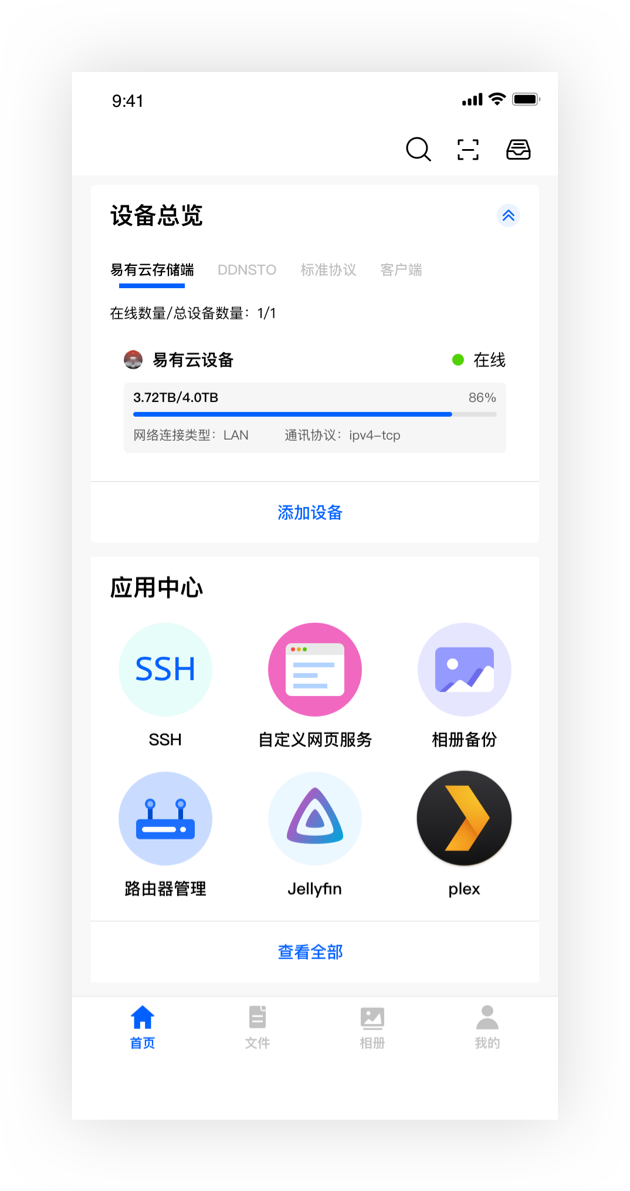 9:41
设备总览
易有云存储端 DDNSTO 标准协议 客户端
在线数量/总设备数量：1/1
易有云设备 在线
3.72TB/4.0TB 86%
网络连接类型：LAN 通讯协议：ipv4-tcp
添加设备
应用中心
SSH
SSH 自定义网页服务 相册备份
路由器管理 Jellyfin plex
查看全部
首页 文件 相册 我的